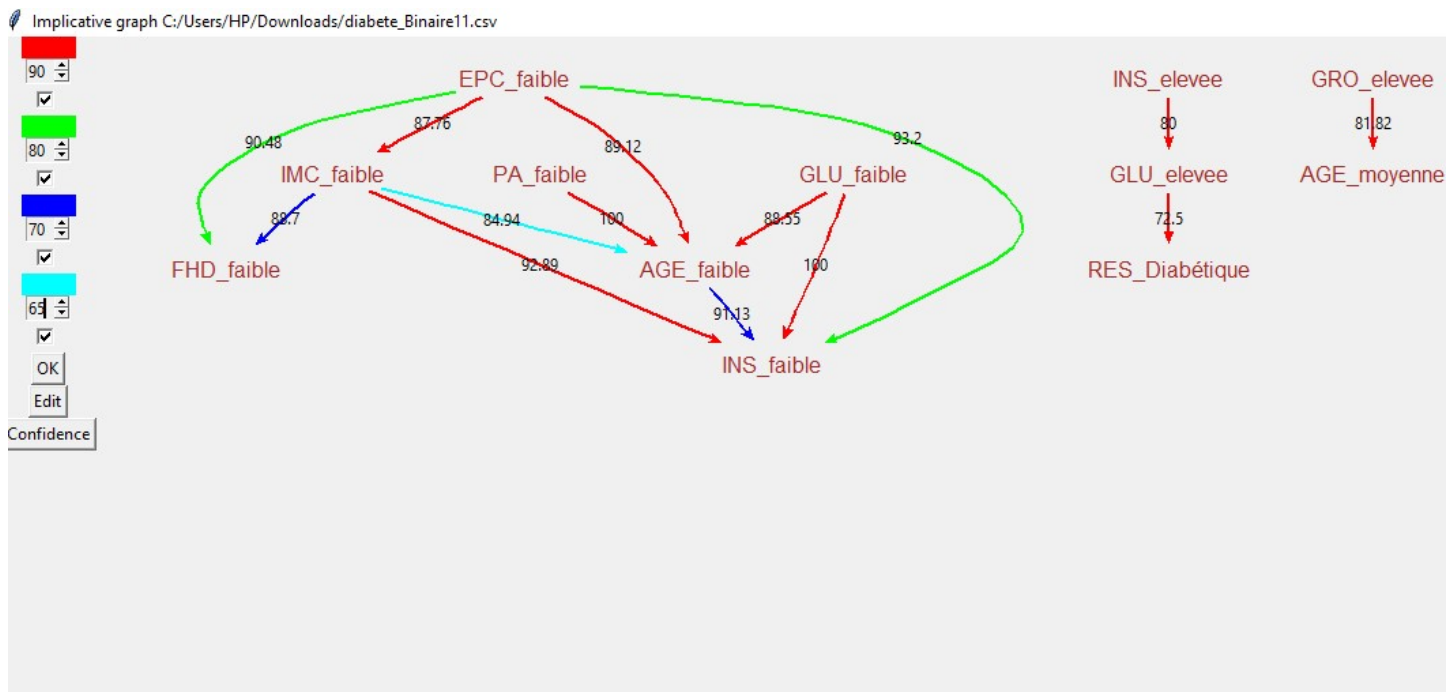 Implicative graph C:/Users/HP/Downloads/diabete_Binaire11.csv
90
80
70
65
OK
Edit
Confidence
EPC_faible
INS_elevee
GRO_elevee
90.48
87.76
89.12
93.2
80
81.82
IMC_faible
PA_faible
GLU_faible
GLU_elevee
AGE_moyenne
88.7
84.94
100
88.55
72.5
FHD_faible
92.89
AGE_faible
100
RES_Diabétique
91.13
INS_faible